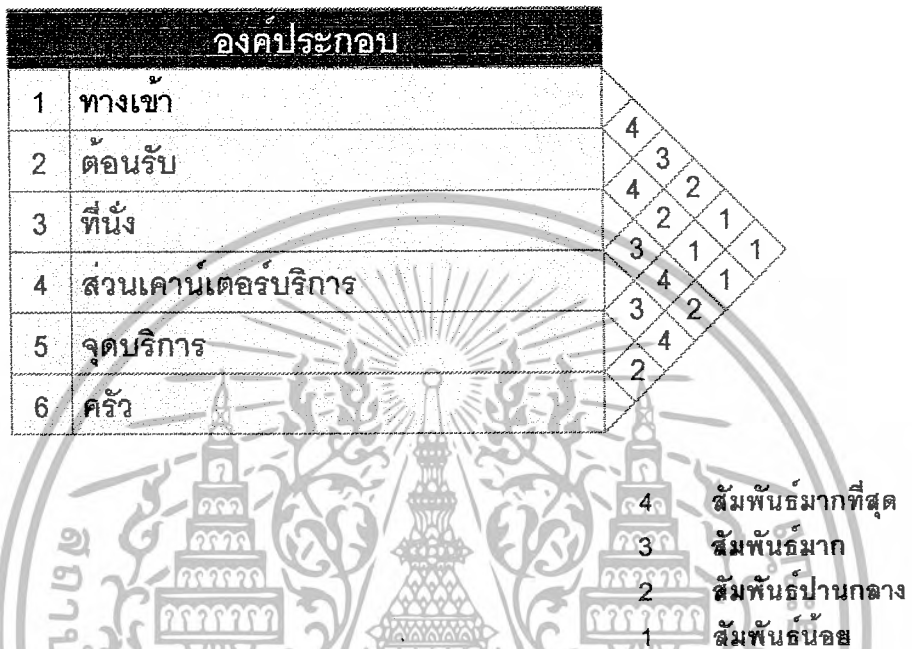 องค์ประกอบ
1 ทางเข้า
2 ต้อนรับ
3 ที่นั่ง
4 ส่วนเคาน์เตอร์บริการ
5 จุดบริการ
6 ครัว
4
3
4 2
2 1
3 1 1
4 1
3 2
4
2
4 สัมพันธ์มากที่สุด
3 สัมพันธ์มาก
2 สัมพันธ์ปานกลาง
1 สัมพันธ์น้อย